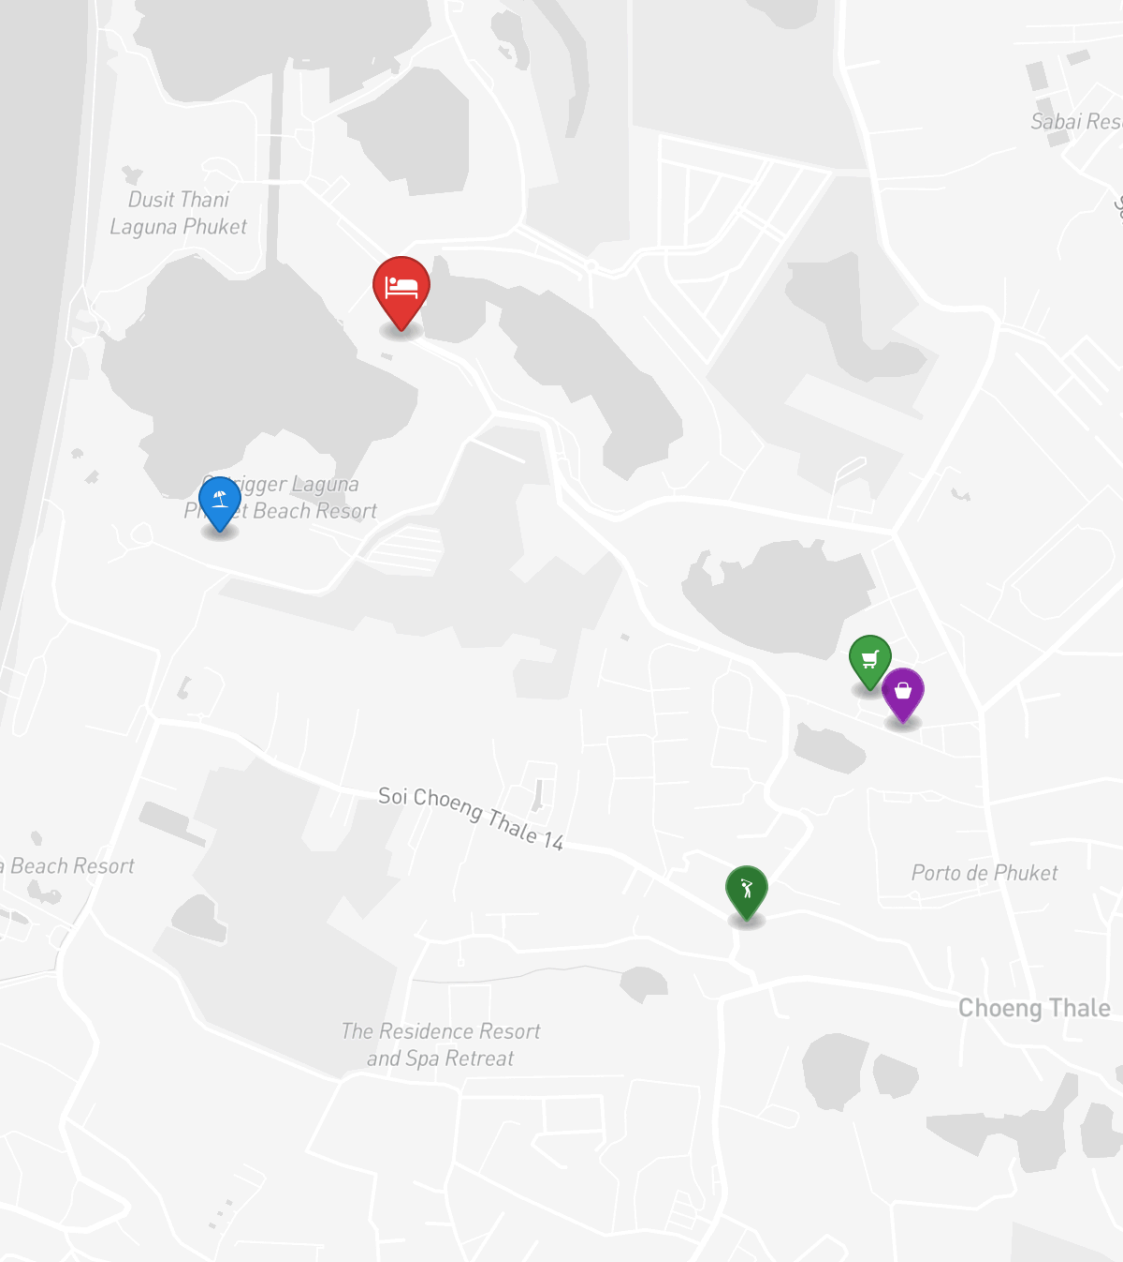 Sabai Res
Dusit Thani
Laguna Phuket
Laguna
Beach Resort
Soi Choeng Thale 14
a Beach Resort
Porto de Phuket
Choeng Thale
The Residence Resort
and Spa Retreat